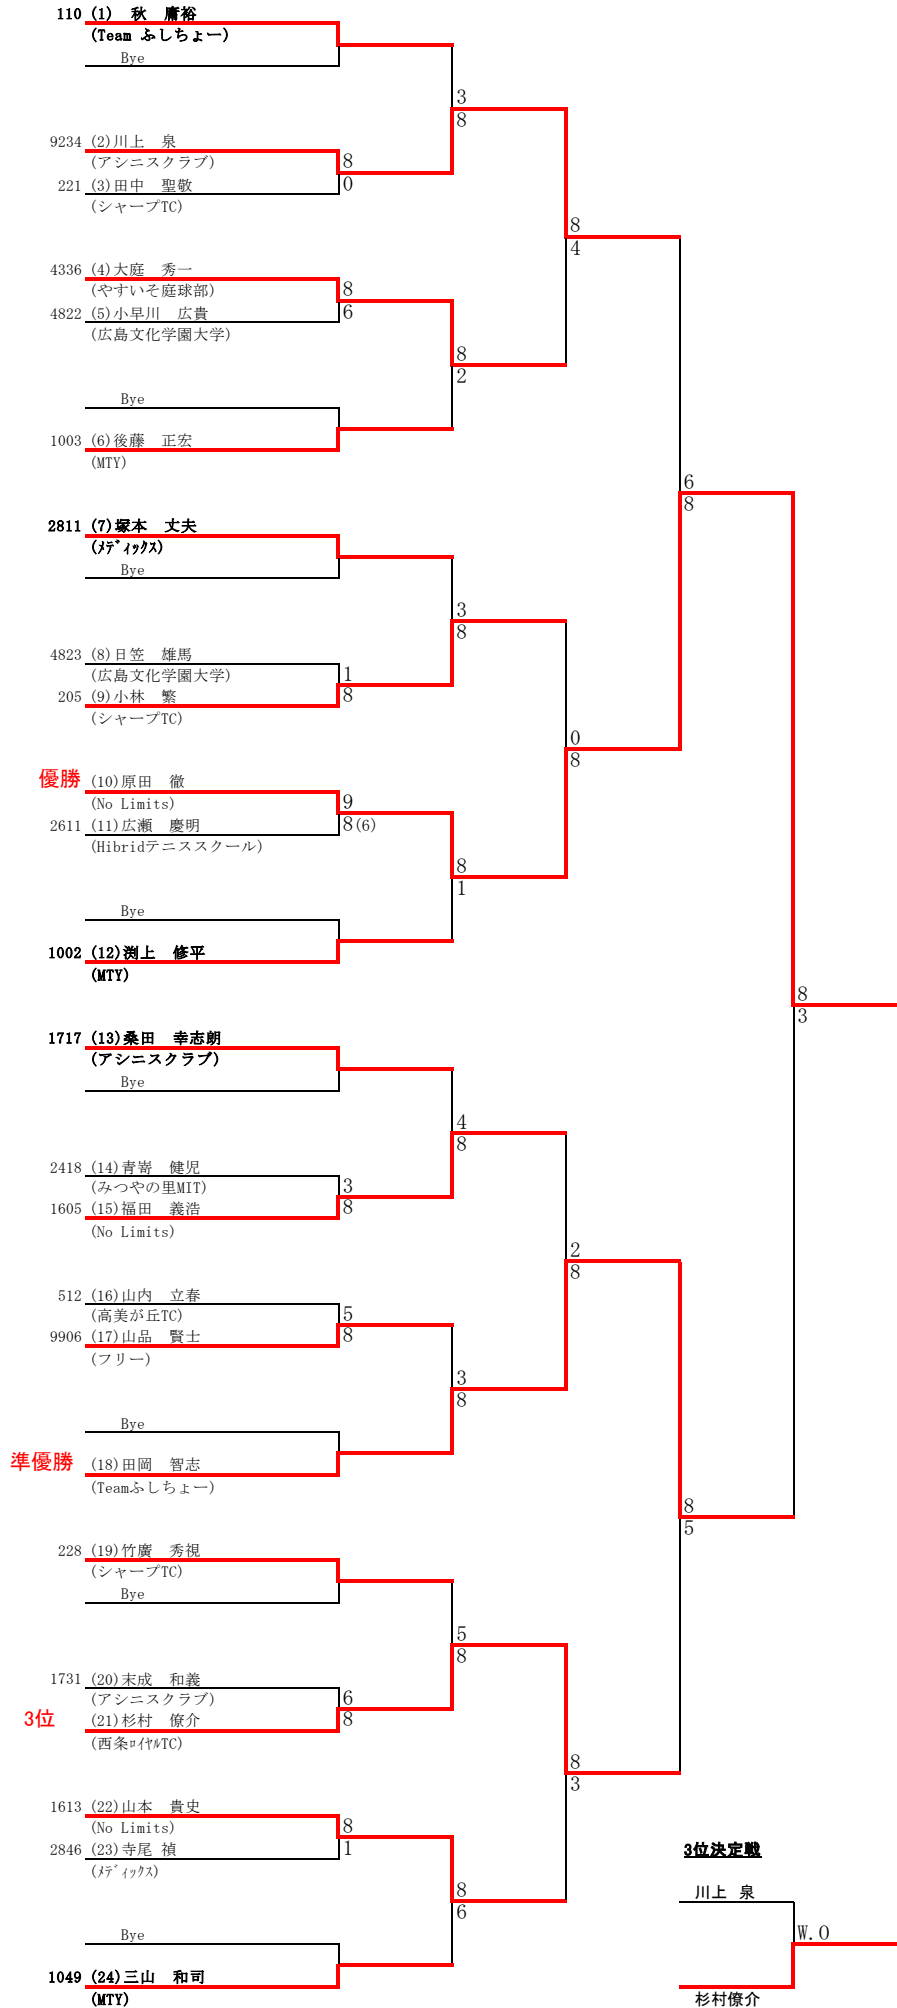 110 (1)　秋　庸裕
(Team ふしちょー)
Bye
3
8
9234 (2)川上　泉
(アシニスクラブ) 8
221 (3)田中　聖敬 0
(シャープTC)
8
4
4336 (4)大庭　秀一
(やすいそ庭球部) 8
4822 (5)小早川　広貴 6
(広島文化学園大学)
8
2
Bye
1003 (6)後藤　正宏
(MTY)
6
8
2811 (7)塚本　丈夫
(ﾒﾃﾞｨｯｸｽ)
Bye
3
8
4823 (8)日笠　雄馬
(広島文化学園大学) 1
205 (9)小林　繁 8
(シャープTC)
0
8
優勝 (10)原田　徹
(No Limits) 9
2611 (11)広瀬　慶明 8(6)
(Hibridテニススクール)
8
1
Bye
1002 (12)渕上　修平
(MTY)
8
3
1717 (13)桑田　幸志朗
(アシニスクラブ)
Bye
4
8
2418 (14)青嵜　健児
(みつやの里MIT) 3
1605 (15)福田　義浩 8
(No Limits)
2
8
512 (16)山内　立春
(高美が丘TC) 5
9906 (17)山品　賢士 8
(フリー)
3
8
Bye
準優勝 (18)田岡　智志
(Teamふしちょー)
8
5
228 (19)竹廣　秀視
(シャープTC)
Bye
5
8
1731 (20)末成　和義
(アシニスクラブ) 6
3位 (21)杉村　僚介 8
(西条ﾛｲﾔﾙTC)
8
3
1613 (22)山本　貴史
(No Limits) 8
2846 (23)寺尾 禎 1
(ﾒﾃﾞｨｯｸｽ)
3位決定戦
8
6
川上　泉
Bye
W.O
1049 (24)三山　和司
(MTY)
杉村僚介